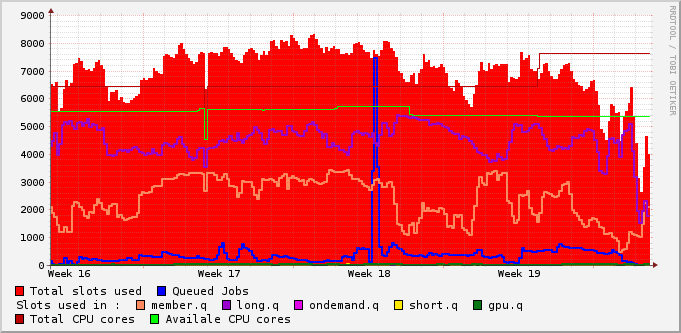 9000
8000
7000
6000
5000
4000
3000
2000
1000
0
Week 16 Week 17 Week 18 Week 19
RRDTOOL / TOBI OETIKER
Total slots used Queued Jobs
Slots used in : member.q long.q ondemand.q short.q gpu.q
Total CPU cores Availale CPU cores